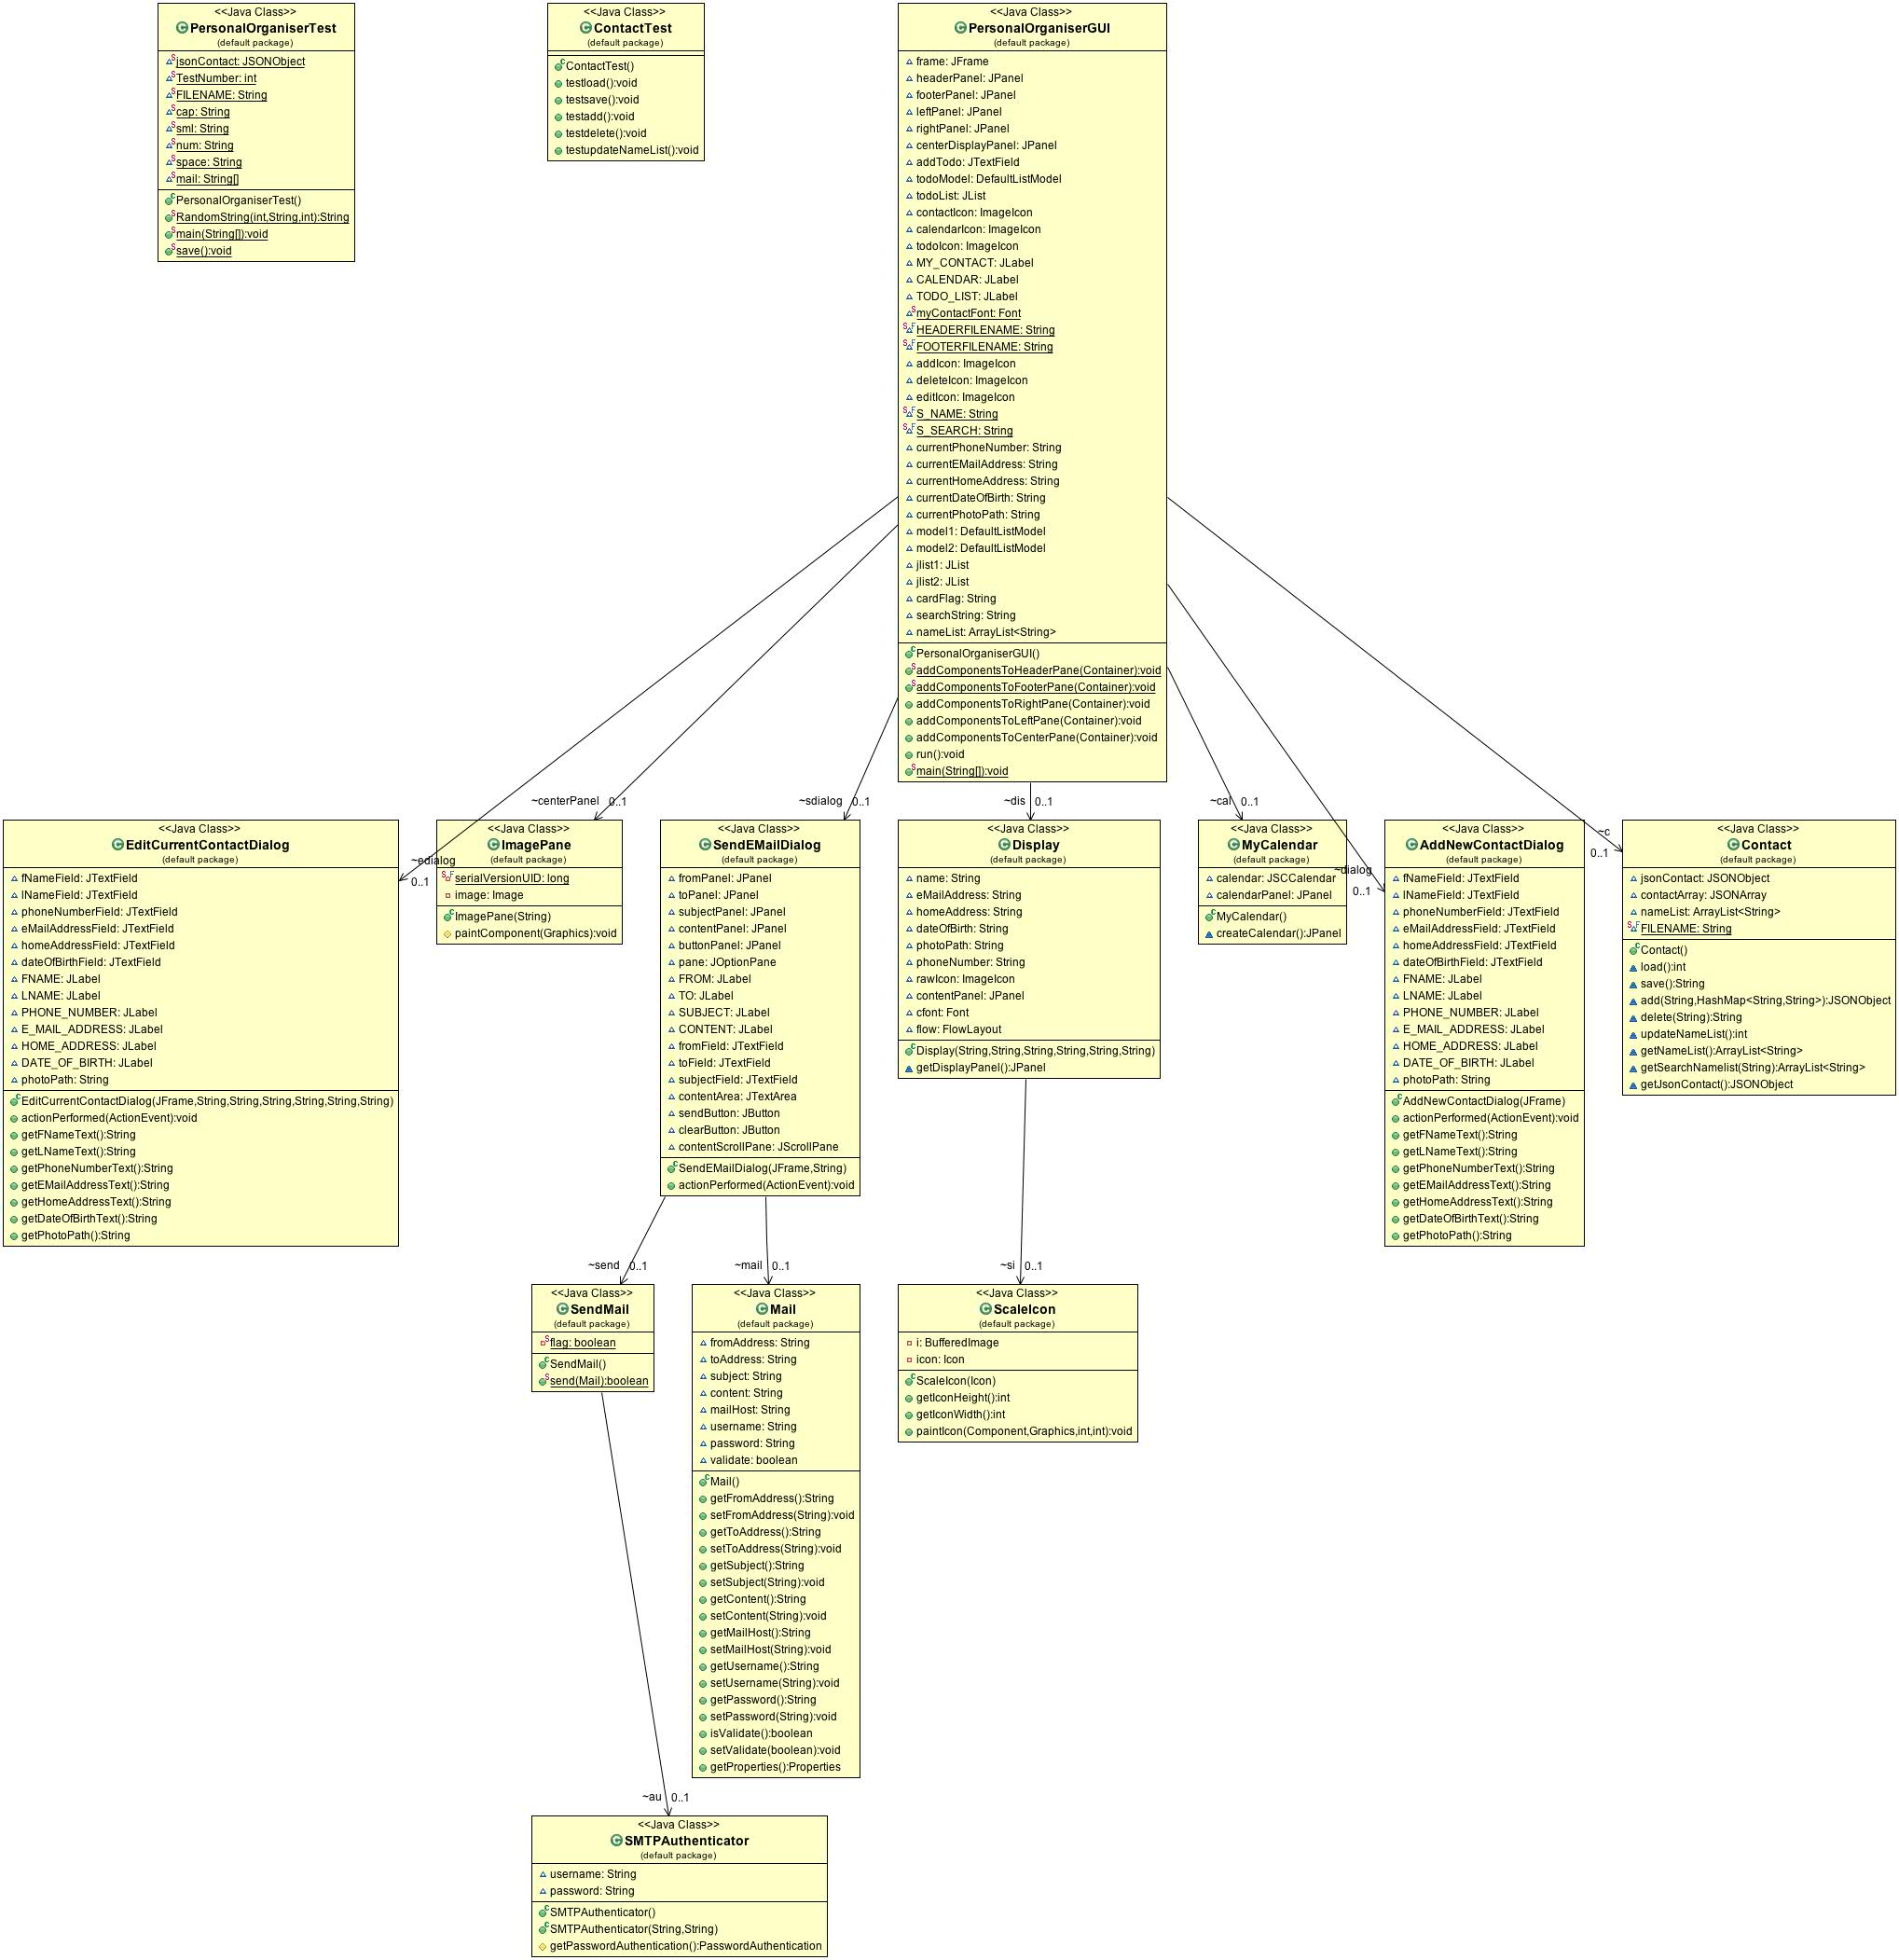 <<Java Class>>
PersonalOrganiserTest
(default package)
jsonContact: JSONObject
TestNumber: int
FILENAME: String
cap: String
sml: String
num: String
space: String
mail: String[]
PersonalOrganiserTest()
RandomString(int,String,int):String
main(String[]):void
save():void
<<Java Class>>
ContactTest
(default package)
ContactTest()
testload():void
testsave():void
testadd():void
testdelete():void
testupdateNameList():void
<<Java Class>>
PersonalOrganiserGUI
(default package)
frame: JFrame
headerPanel: JPanel
footerPanel: JPanel
leftPanel: JPanel
rightPanel: JPanel
centerDisplayPanel: JPanel
addTodo: JTextField
todoModel: DefaultListModel
todoList: JList
contactIcon: ImageIcon
calendarIcon: ImageIcon
todoIcon: ImageIcon
MY_CONTACT: JLabel
CALENDAR: JLabel
TODO_LIST: JLabel
myContactFont: Font
HEADERFILENAME: String
FOOTERFILENAME: String
addIcon: ImageIcon
deleteIcon: ImageIcon
editIcon: ImageIcon
S_NAME: String
S_SEARCH: String
currentPhoneNumber: String
currentEMailAddress: String
currentHomeAddress: String
currentDateOfBirth: String
currentPhotoPath: String
model1: DefaultListModel
model2: DefaultListModel
jlist1: JList
jlist2: JList
cardFlag: String
searchString: String
nameList: ArrayList<String>
PersonalOrganiserGUI()
addComponentsToHeaderPane(Container):void
addComponentsToFooterPane(Container):void
addComponentsToRightPane(Container):void
addComponentsToLeftPane(Container):void
addComponentsToCenterPane(Container):void
run():void
main(String[]):void
~edialog
0..1
~centerPanel
0..1
~sdialog
0..1
~dis
0..1
~cal
0..1
~dialog
0..1
~c
0..1
<<Java Class>>
EditCurrentContactDialog
(default package)
fNameField: JTextField
lNameField: JTextField
phoneNumberField: JTextField
eMailAddressField: JTextField
homeAddressField: JTextField
dateOfBirthField: JTextField
FNAME: JLabel
LNAME: JLabel
PHONE_NUMBER: JLabel
E_MAIL_ADDRESS: JLabel
HOME_ADDRESS: JLabel
DATE_OF_BIRTH: JLabel
photoPath: String
EditCurrentContactDialog(JFrame,String,String,String,String,String,String)
actionPerformed(ActionEvent):void
getFNameText():String
getLNameText():String
getPhoneNumberText():String
getEMailAddressText():String
getHomeAddressText():String
getDateOfBirthText():String
getPhotoPath():String
<<Java Class>>
ImagePane
(default package)
serialVersionUID: long
image: Image
ImagePane(String)
paintComponent(Graphics):void
<<Java Class>>
SendEMailDialog
(default package)
fromPanel: JPanel
toPanel: JPanel
subjectPanel: JPanel
contentPanel: JPanel
buttonPanel: JPanel
pane: JOptionPane
FROM: JLabel
TO: JLabel
SUBJECT: JLabel
CONTENT: JLabel
fromField: JTextField
toField: JTextField
subjectField: JTextField
contentArea: JTextArea
sendButton: JButton
clearButton: JButton
contentScrollPane: JScrollPane
SendEMailDialog(JFrame,String)
actionPerformed(ActionEvent):void
<<Java Class>>
Display
(default package)
name: String
eMailAddress: String
homeAddress: String
dateOfBirth: String
photoPath: String
phoneNumber: String
rawIcon: ImageIcon
contentPanel: JPanel
cfont: Font
flow: FlowLayout
Display(String,String,String,String,String,String)
getDisplayPanel():JPanel
<<Java Class>>
MyCalendar
(default package)
calendar: JSCCalendar
calendarPanel: JPanel
MyCalendar()
createCalendar():JPanel
<<Java Class>>
AddNewContactDialog
(default package)
fNameField: JTextField
lNameField: JTextField
phoneNumberField: JTextField
eMailAddressField: JTextField
homeAddressField: JTextField
dateOfBirthField: JTextField
FNAME: JLabel
LNAME: JLabel
PHONE_NUMBER: JLabel
E_MAIL_ADDRESS: JLabel
HOME_ADDRESS: JLabel
DATE_OF_BIRTH: JLabel
photoPath: String
AddNewContactDialog(JFrame)
actionPerformed(ActionEvent):void
getFNameText():String
getLNameText():String
getPhoneNumberText():String
getEMailAddressText():String
getHomeAddressText():String
getDateOfBirthText():String
getPhotoPath():String
<<Java Class>>
Contact
(default package)
jsonContact: JSONObject
contactArray: JSONArray
nameList: ArrayList<String>
FILENAME: String
Contact()
load():int
save():String
add(String,HashMap<String,String>):JSONObject
delete(String):String
updateNameList():int
getNameList():ArrayList<String>
getSearchNamelist(String):ArrayList<String>
getJsonContact():JSONObject
~send
0..1
~mail
0..1
~si
0..1
<<Java Class>>
SendMail
(default package)
flag: boolean
SendMail()
send(Mail):boolean
<<Java Class>>
Mail
(default package)
fromAddress: String
toAddress: String
subject: String
content: String
mailHost: String
username: String
password: String
validate: boolean
Mail()
getFromAddress():String
setFromAddress(String):void
getToAddress():String
setToAddress(String):void
getSubject():String
setSubject(String):void
getContent():String
setContent(String):void
getMailHost():String
setMailHost(String):void
getUsername():String
setUsername(String):void
getPassword():String
setPassword(String):void
isValidate():boolean
setValidate(boolean):void
getProperties():Properties
<<Java Class>>
ScaleIcon
(default package)
i: BufferedImage
icon: Icon
ScaleIcon(Icon)
getIconHeight():int
getIconWidth():int
paintIcon(Component,Graphics,int,int):void
~au
0..1
<<Java Class>>
SMTPAuthenticator
(default package)
username: String
password: String
SMTPAuthenticator()
SMTPAuthenticator(String,String)
getPasswordAuthentication():PasswordAuthentication